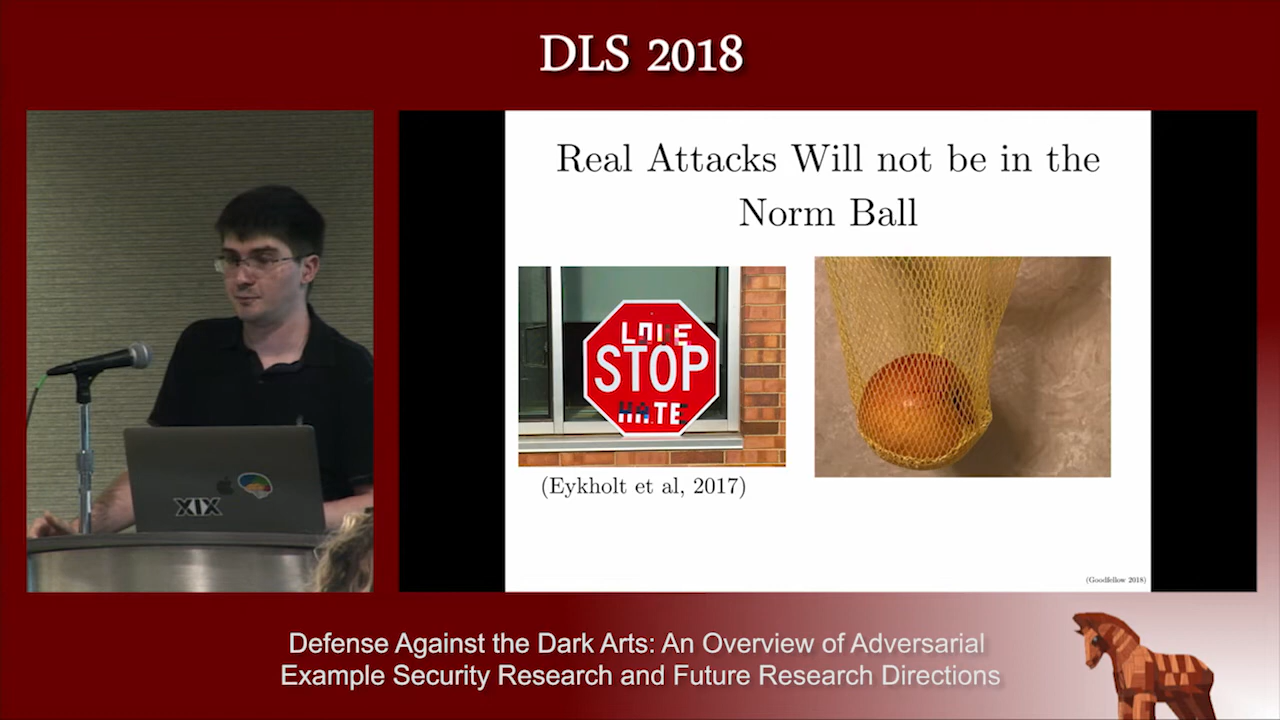 DLS 2018
Real Attacks Will not be in the
Norm Ball
LOVE
STOP
HATE
(Eykholt et al, 2017)
(Goodfellow 2018)
XIX
Defense Against the Dark Arts: An Overview of Adversarial
Example Security Research and Future Research Directions